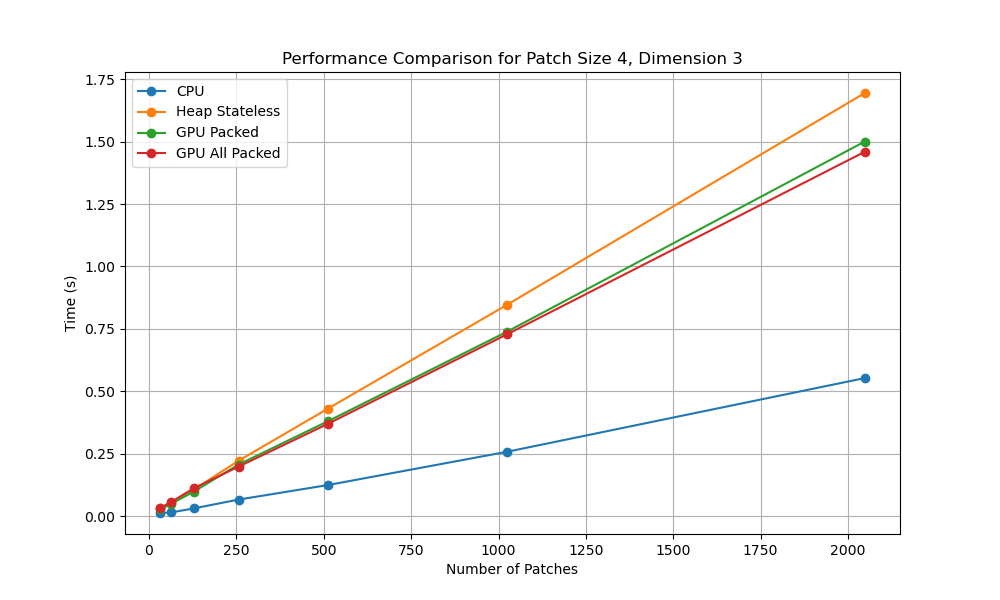 Performance Comparison for Patch Size 4, Dimension 3
CPU
Heap Stateless
GPU Packed
GPU All Packed
1.75
1.50
1.25
1.00
0.75
0.50
0.25
0.00
Time (s)
0 250 500 750 1000 1250 1500 1750 2000
Number of Patches